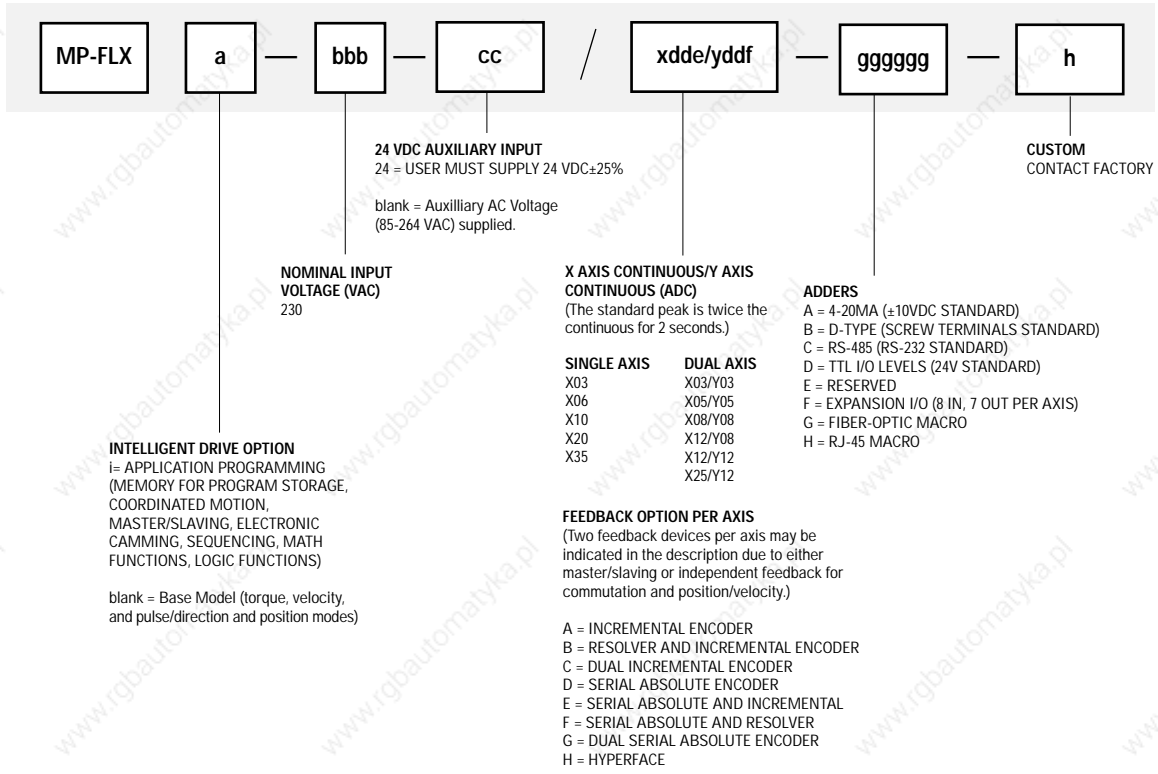 MP-FLX a — bbb — cc / xdde/yddf — gggggg — h
24 VDC AUXILIARY INPUT
24 = USER MUST SUPPLY 24 VDC±25%
blank = Auxilliary AC Voltage
(85-264 VAC) supplied.
CUSTOM
CONTACT FACTORY
NOMINAL INPUT
VOLTAGE (VAC)
230
X AXIS CONTINUOUS/Y AXIS
CONTINUOUS (ADC)
(The standard peak is twice the
continuous for 2 seconds.)
SINGLE AXIS
X03
X06
X10
X20
X35
DUAL AXIS
X03/Y03
X05/Y05
X08/Y08
X12/Y08
X12/Y12
X25/Y12
ADDERS
A = 4-20MA (±10VDC STANDARD)
B = D-TYPE (SCREW TERMINALS STANDARD)
C = RS-485 (RS-232 STANDARD)
D = TTL I/O LEVELS (24V STANDARD)
E = RESERVED
F = EXPANSION I/O (8 IN, 7 OUT PER AXIS)
G = FIBER-OPTIC MACRO
H = RJ-45 MACRO
INTELLIGENT DRIVE OPTION
i= APPLICATION PROGRAMMING
(MEMORY FOR PROGRAM STORAGE,
COORDINATED MOTION,
MASTER/SLAVING, ELECTRONIC
CAMMING, SEQUENCING, MATH
FUNCTIONS, LOGIC FUNCTIONS)
blank = Base Model (torque, velocity,
and pulse/direction and position modes)
FEEDBACK OPTION PER AXIS
(Two feedback devices per axis may be
indicated in the description due to either
master/slaving or independent feedback for
commutation and position/velocity.)
A = INCREMENTAL ENCODER
B = RESOLVER AND INCREMENTAL ENCODER
C = DUAL INCREMENTAL ENCODER
D = SERIAL ABSOLUTE ENCODER
E = SERIAL ABSOLUTE AND INCREMENTAL
F = SERIAL ABSOLUTE AND RESOLVER
G = DUAL SERIAL ABSOLUTE ENCODER
H = HYPERFACE
www.rgbautomatyka.pl